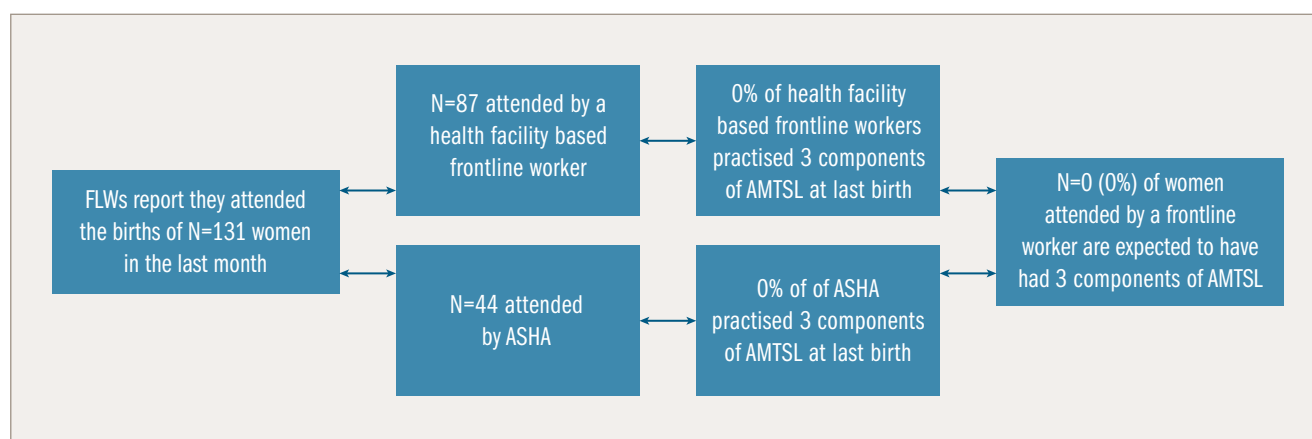 FLWs report they attended
the births of N=131 women
in the last month
N=87 attended by a
health facility based
frontline worker
N=44 attended
by ASHA
0% of health facility
based frontline workers
practised 3 components
of AMTSL at last birth
0% of of ASHA
practised 3 components
of AMTSL at last birth
N=0 (0%) of women
attended by a frontline
worker are expected to have
had 3 components of AMTSL